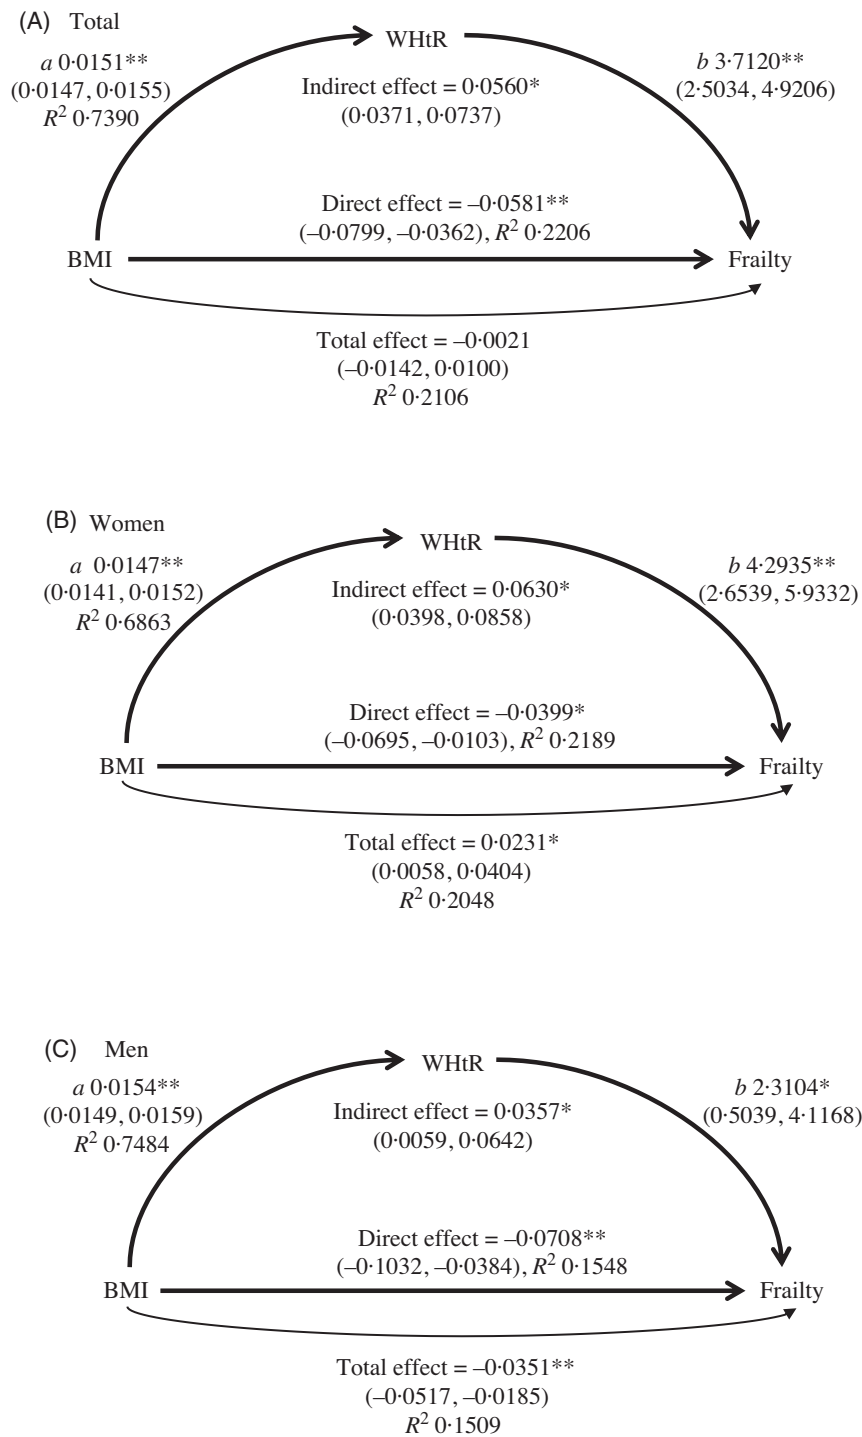 (A) Total
WHtR
a 0·0151**
(0·0147, 0·0155)
R² 0·7390
b 3·7120**
(2·5034, 4·9206)
Indirect effect = 0·0560*
(0·0371, 0·0737)
Direct effect = –0·0581**
(–0·0799, –0·0362), R² 0·2206
BMI
Frailty
Total effect = –0·0021
(–0·0142, 0·0100)
R² 0·2106
(B) Women
WHtR
a 0·0147**
(0·0141, 0·0152)
R² 0·6863
b 4·2935**
(2·6539, 5·9332)
Indirect effect = 0·0630*
(0·0398, 0·0858)
Direct effect = –0·0399*
(–0·0695, –0·0103), R² 0·2189
BMI
Frailty
Total effect = 0·0231*
(0·0058, 0·0404)
R² 0·2048
(C) Men
WHtR
a 0·0154**
(0·0149, 0·0159)
R² 0·7484
b 2·3104*
(0·5039, 4·1168)
Indirect effect = 0·0357*
(0·0059, 0·0642)
Direct effect = –0·0708**
(–0·1032, –0·0384), R² 0·1548
BMI
Frailty
Total effect = –0·0351**
(–0·0517, –0·0185)
R² 0·1509